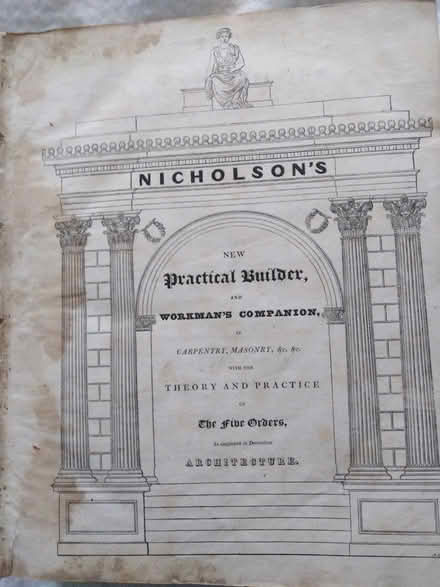 NICHOLSON'S
NEW
Practical Builder,
AND
WORKMAN'S COMPANION,
IN
CARPENTRY, MASONRY, &c. &c.
WITH THE
THEORY AND PRACTICE
OF
The Five Orders,
As employed in Decorative
ARCHITECTURE.